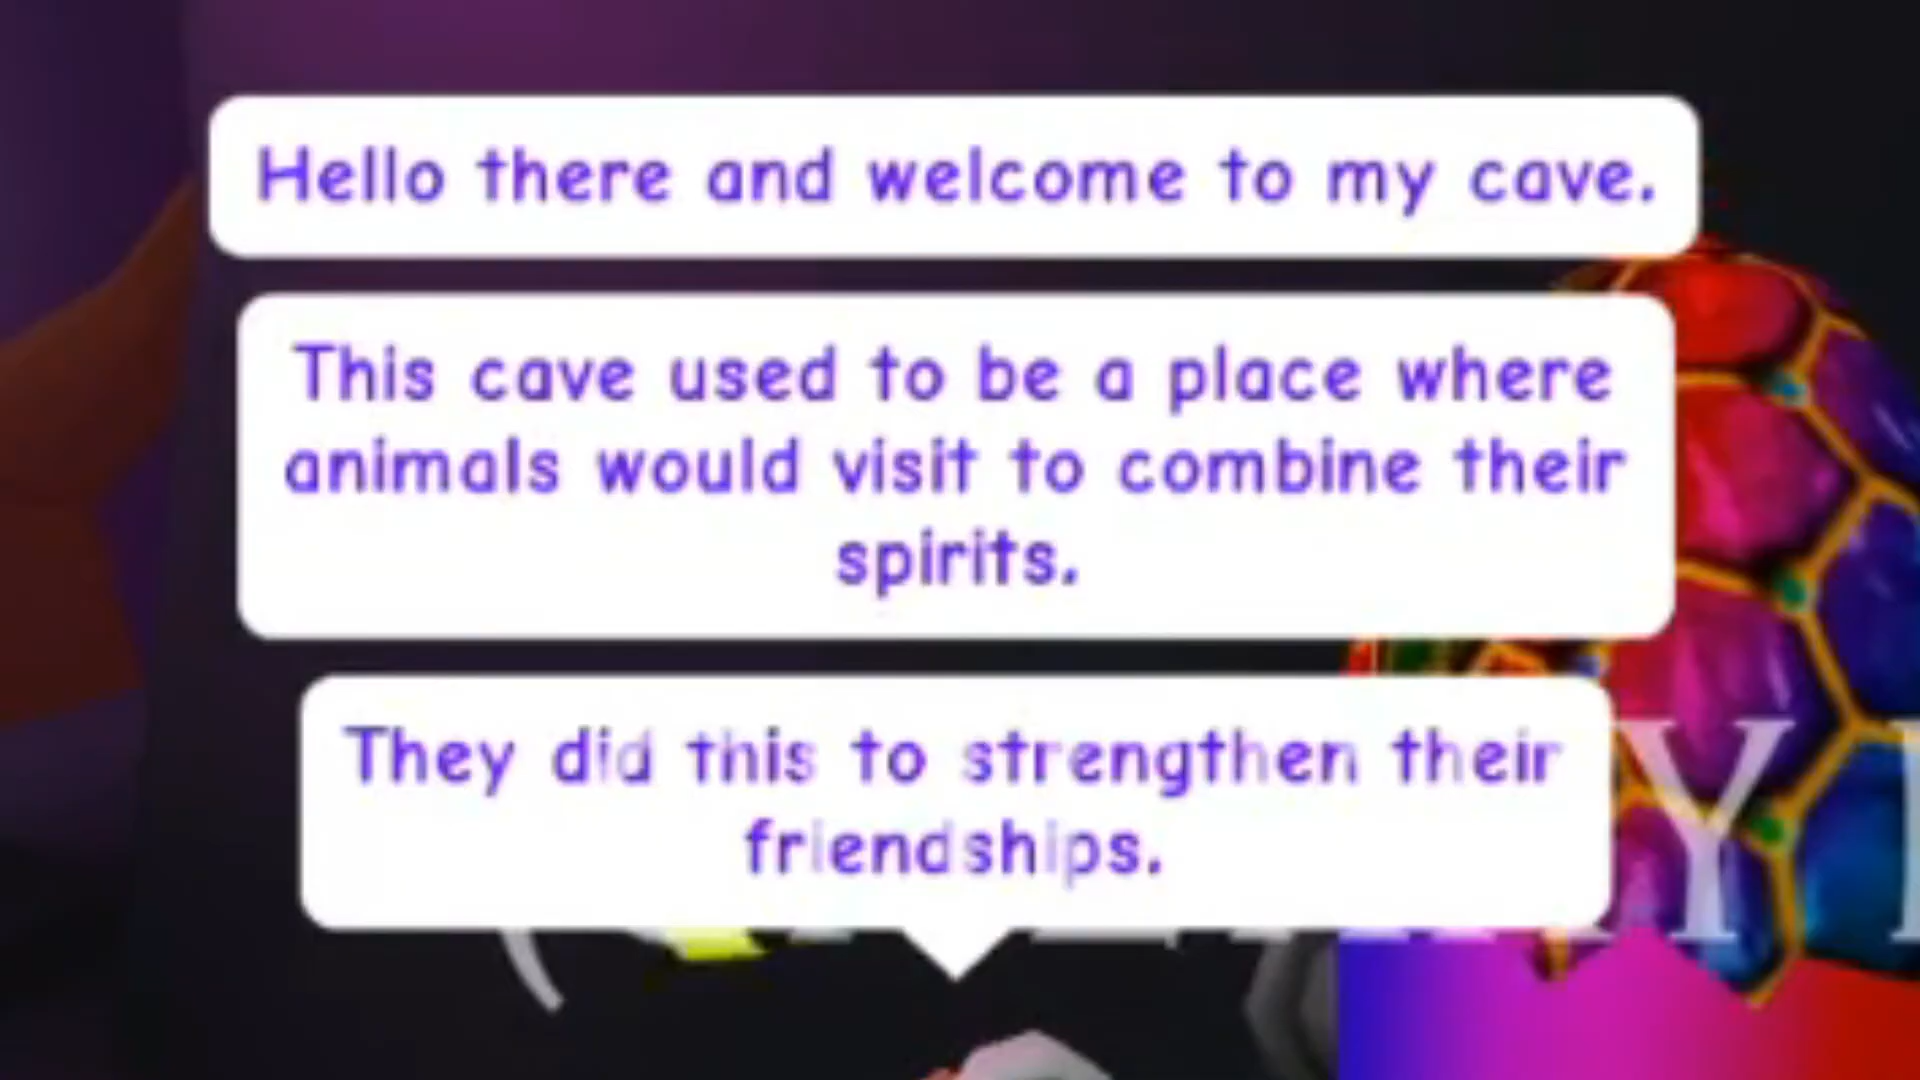 Hello there and welcome to my cave.
This cave used to be a place where
animals would visit to combine their
spirits.
They did this to strengthen their
friendships.